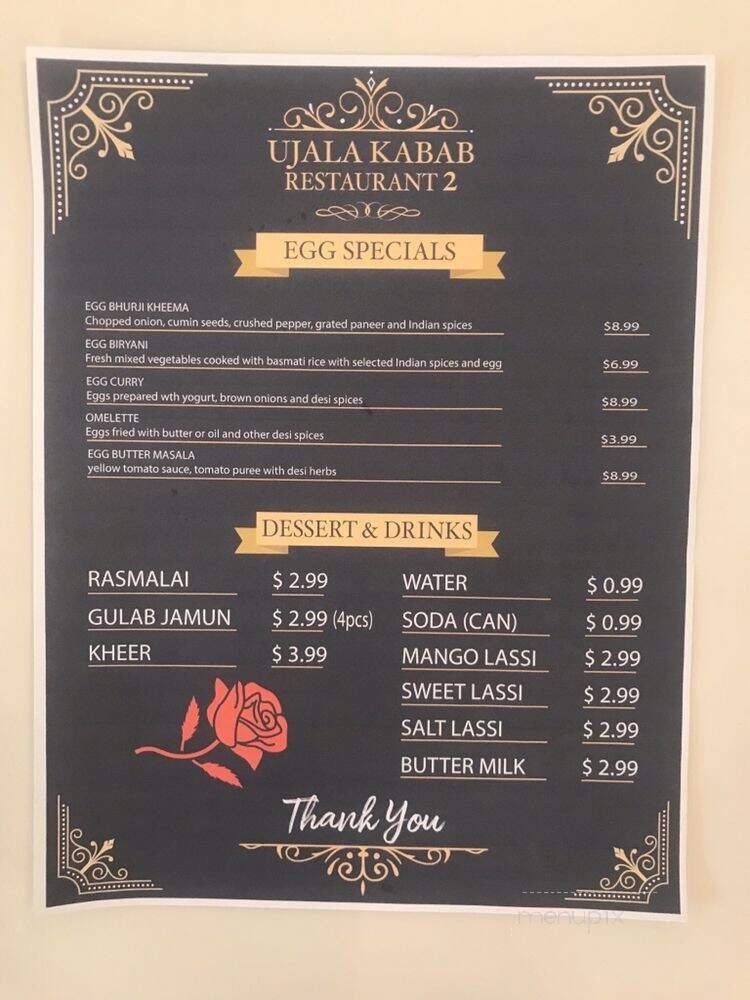 UJALA KABAB
RESTAURANT 2
EGG SPECIALS
EGG BHURJI KHEEMA
Chopped onion, cumin seeds, crushed pepper, grated paneer and Indian spices $8.99
EGG BIRYANI
Fresh mixed vegetables cooked with basmati rice with selected Indian spices and egg $6.99
EGG CURRY
Eggs prepared wth yogurt, brown onions and desi spices $8.99
OMELETTE
Eggs fried with butter or oil and other desi spices $3.99
EGG BUTTER MASALA
yellow tomato sauce, tomato puree with desi herbs $8.99
DESSERT & DRINKS
RASMALAI $ 2.99
GULAB JAMUN $ 2.99 (4pcs)
KHEER $ 3.99
WATER $ 0.99
SODA (CAN) $ 0.99
MANGO LASSI $ 2.99
SWEET LASSI $ 2.99
SALT LASSI $ 2.99
BUTTER MILK $ 2.99
Thank You
menupix